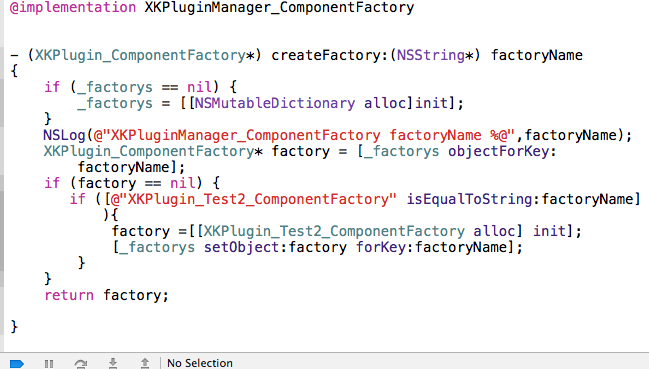 @implementation XKPluginManager_ComponentFactory
- (XKPlugin_ComponentFactory*) createFactory:(NSString*) factoryName
{
if (_factorys == nil) {
_factorys = [[NSMutableDictionary alloc]init];
}
NSLog(@"XKPluginManager_ComponentFactory factoryName %@",factoryName);
XKPlugin_ComponentFactory* factory = [_factorys objectForKey:
factoryName];
if (factory == nil) {
if ([@"XKPlugin_Test2_ComponentFactory" isEqualToString:factoryName]
){
factory =[[XKPlugin_Test2_ComponentFactory alloc] init];
[_factorys setObject:factory forKey:factoryName];
}
}
return factory;
}
No Selection